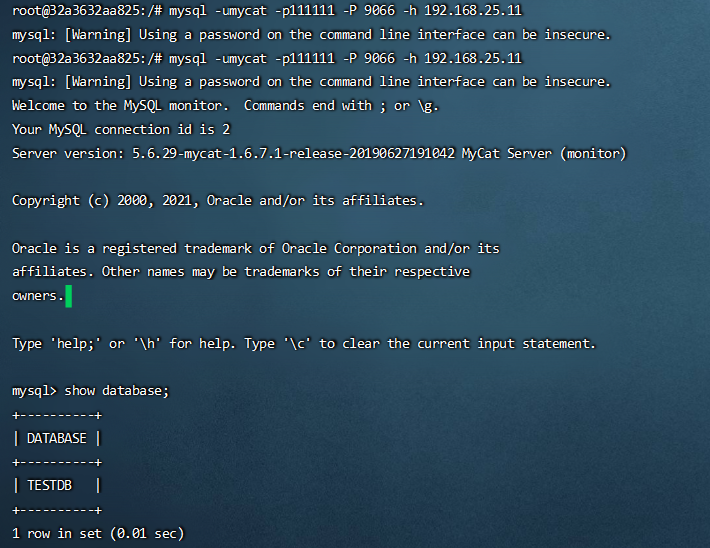 root@32a3632aa825:/# mysql -umycat -p111111 -P 9066 -h 192.168.25.11
mysql: [Warning] Using a password on the command line interface can be insecure.
root@32a3632aa825:/# mysql -umycat -p111111 -P 9066 -h 192.168.25.11
mysql: [Warning] Using a password on the command line interface can be insecure.
Welcome to the MySQL monitor.  Commands end with ; or \g.
Your MySQL connection id is 2
Server version: 5.6.29-mycat-1.6.7.1-release-20190627191042 MyCat Server (monitor)

Copyright (c) 2000, 2021, Oracle and/or its affiliates.

Oracle is a registered trademark of Oracle Corporation and/or its
affiliates. Other names may be trademarks of their respective
owners.

Type 'help;' or '\h' for help. Type '\c' to clear the current input statement.

mysql> show database;
+----------+
| DATABASE |
+----------+
| TESTDB   |
+----------+
1 row in set (0.01 sec)